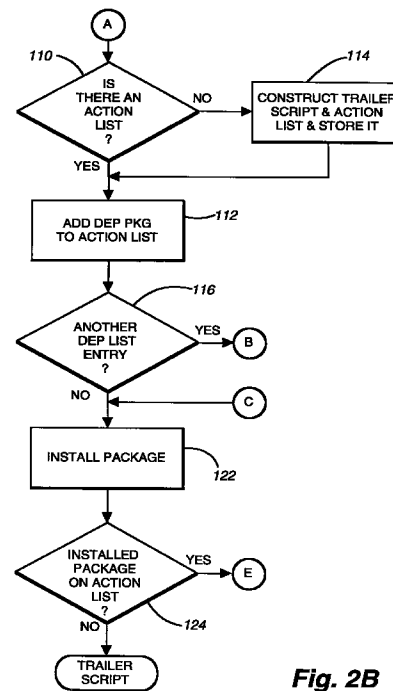 A
110
IS
THERE AN
ACTION
LIST
?
NO
YES
114
CONSTRUCT TRAILER
SCRIPT & ACTION
LIST & STORE IT
112
ADD DEP PKG
TO ACTION LIST
116
ANOTHER
DEP LIST
ENTRY
?
YES
B
NO
C
INSTALL PACKAGE
122
INSTALLED
PACKAGE
ON ACTION
LIST
?
YES
E
NO
124
TRAILER
SCRIPT
Fig. 2B